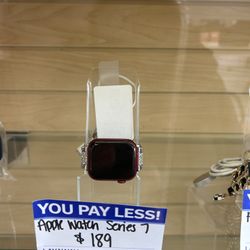 YOU PAY LESS!
Apple Watch Series 7
$189